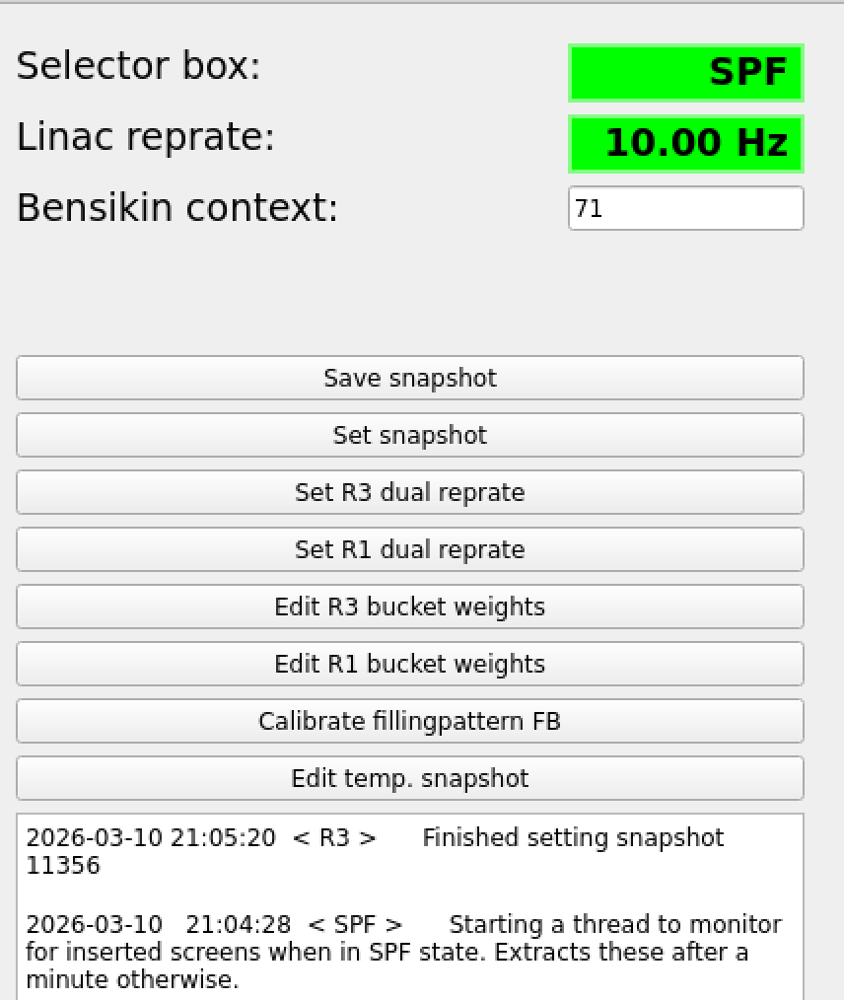 Selector box: SPF
Linac reprate: 10.00 Hz
Bensikin context: 71
Save snapshot
Set snapshot
Set R3 dual reprate
Set R1 dual reprate
Edit R3 bucket weights
Edit R1 bucket weights
Calibrate fillingpattern FB
Edit temp. snapshot
2026-03-10 21:05:20 < R3 > Finished setting snapshot
11356
2026-03-10 21:04:28 < SPF > Starting a thread to monitor
for inserted screens when in SPF state. Extracts these after a
minute otherwise.